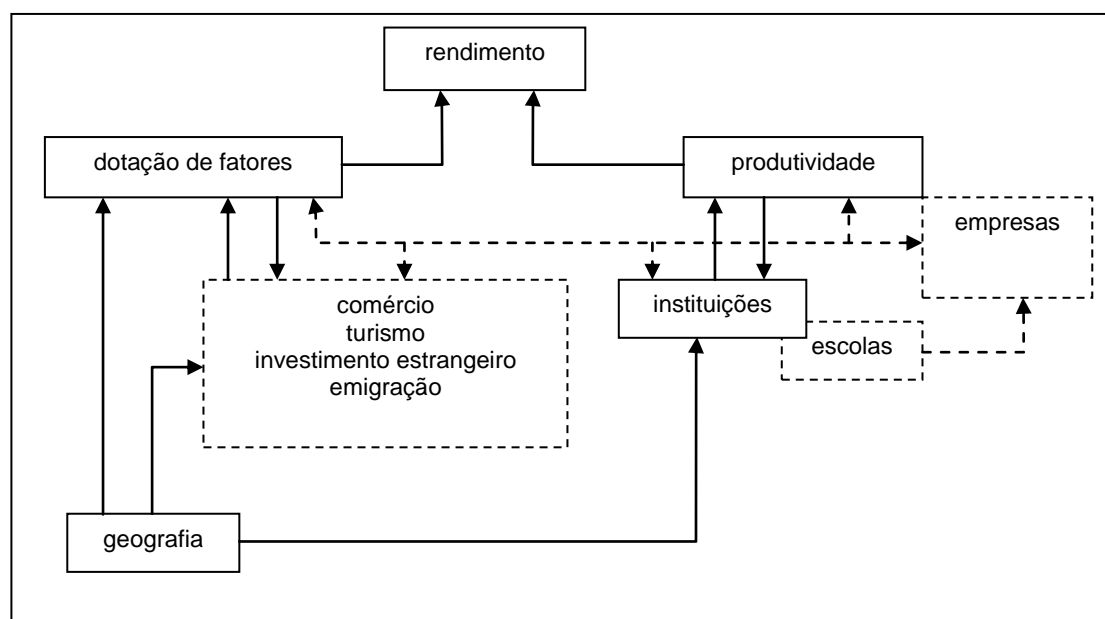 rendimento
dotação de fatores
produtividade
empresas
comércio
turismo
investimento estrangeiro
emigração
instituições
escolas
geografia